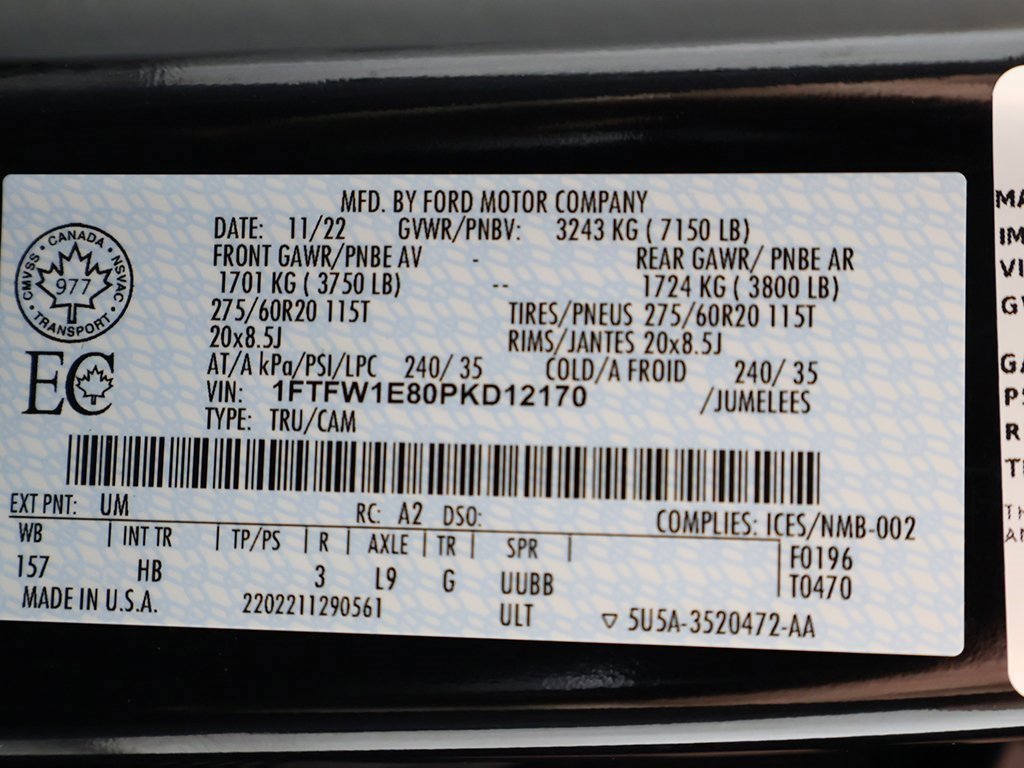 MFD. BY FORD MOTOR COMPANY
DATE: 11/22 GVWR/PNBV: 3243 KG ( 7150 LB)
FRONT GAWR/PNBE AV - REAR GAWR/ PNBE AR
1701 KG ( 3750 LB) -- 1724 KG ( 3800 LB)
275/60R20 115T TIRES/PNEUS 275/60R20 115T
20x8.5J RIMS/JANTES 20x8.5J
AT/A kPa/PSI/LPC 240/ 35 COLD/A FROID 240/ 35
VIN: 1FTFW1E80PKD12170 /JUMELEES
TYPE: TRU/CAM
CANADA
CMVSS NSVAC
977
TRANSPORT
EC
EXT PNT: UM RC: A2 DSO: COMPLIES: ICES/NMB-002
WB | INT TR | TP/PS | R | AXLE | TR | SPR | F0196
157 HB 3 L9 G UUBB T0470
MADE IN U.S.A. 2202211290561 ULT ▽ 5U5A-3520472-AA